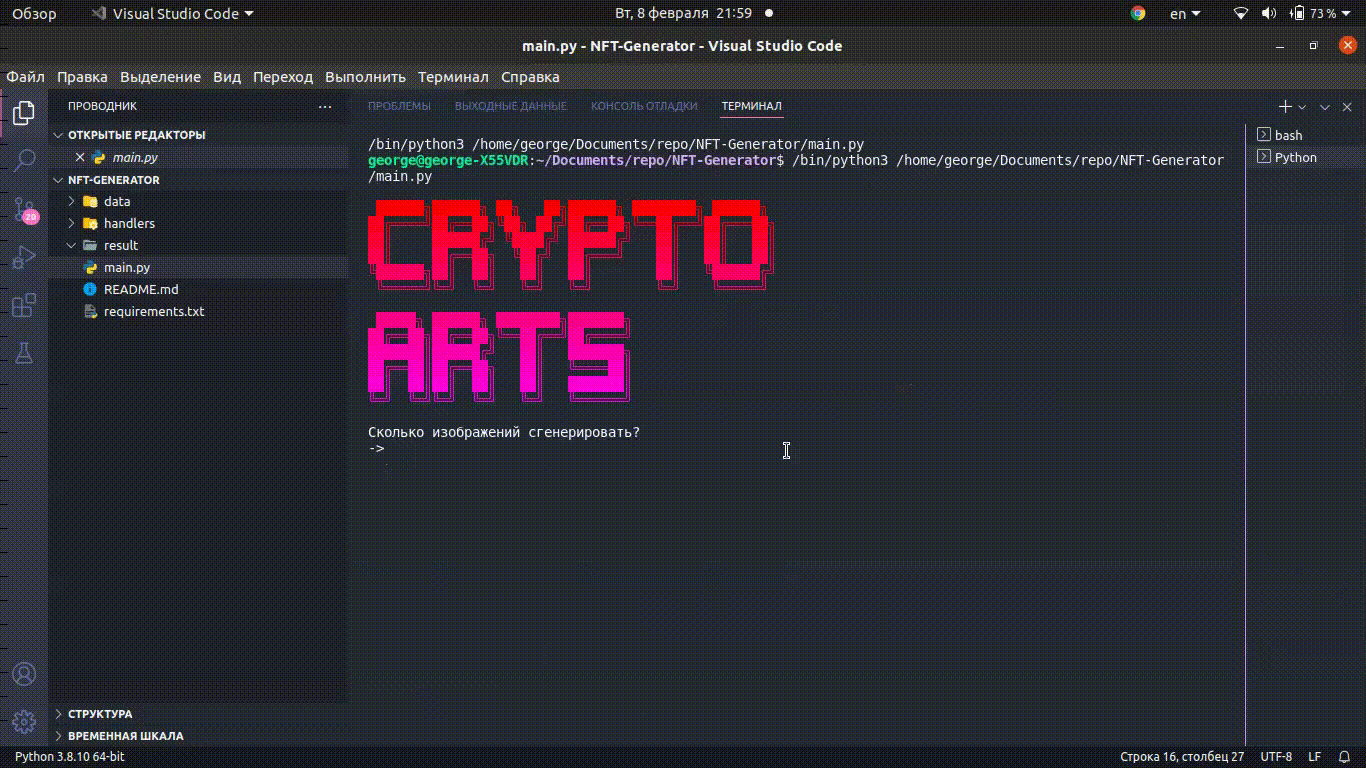 Обзор
Visual Studio Code
Вт, 8 февраля 21:59
en
73 %
main.py - NFT-Generator - Visual Studio Code
Файл Правка Выделение Вид Переход Выполнить Терминал Справка
ПРОВОДНИК
ПРОБЛЕМЫ ВЫХОДНЫЕ ДАННЫЕ КОНСОЛЬ ОТЛАДКИ ТЕРМИНАЛ
ОТКРЫТЫЕ РЕДАКТОРЫ
main.py
NFT-GENERATOR
data
handlers
result
main.py
README.md
requirements.txt
20
СТРУКТУРА
ВРЕМЕННАЯ ШКАЛА
/bin/python3 /home/george/Documents/repo/NFT-Generator/main.py
george@george-X55VDR:~/Documents/repo/NFT-Generator$ /bin/python3 /home/george/Documents/repo/NFT-Generator
/main.py
CRYPTO
ARTS
Сколько изображений сгенерировать?
->
bash
Python
Python 3.8.10 64-bit
Строка 16, столбец 27
UTF-8
LF